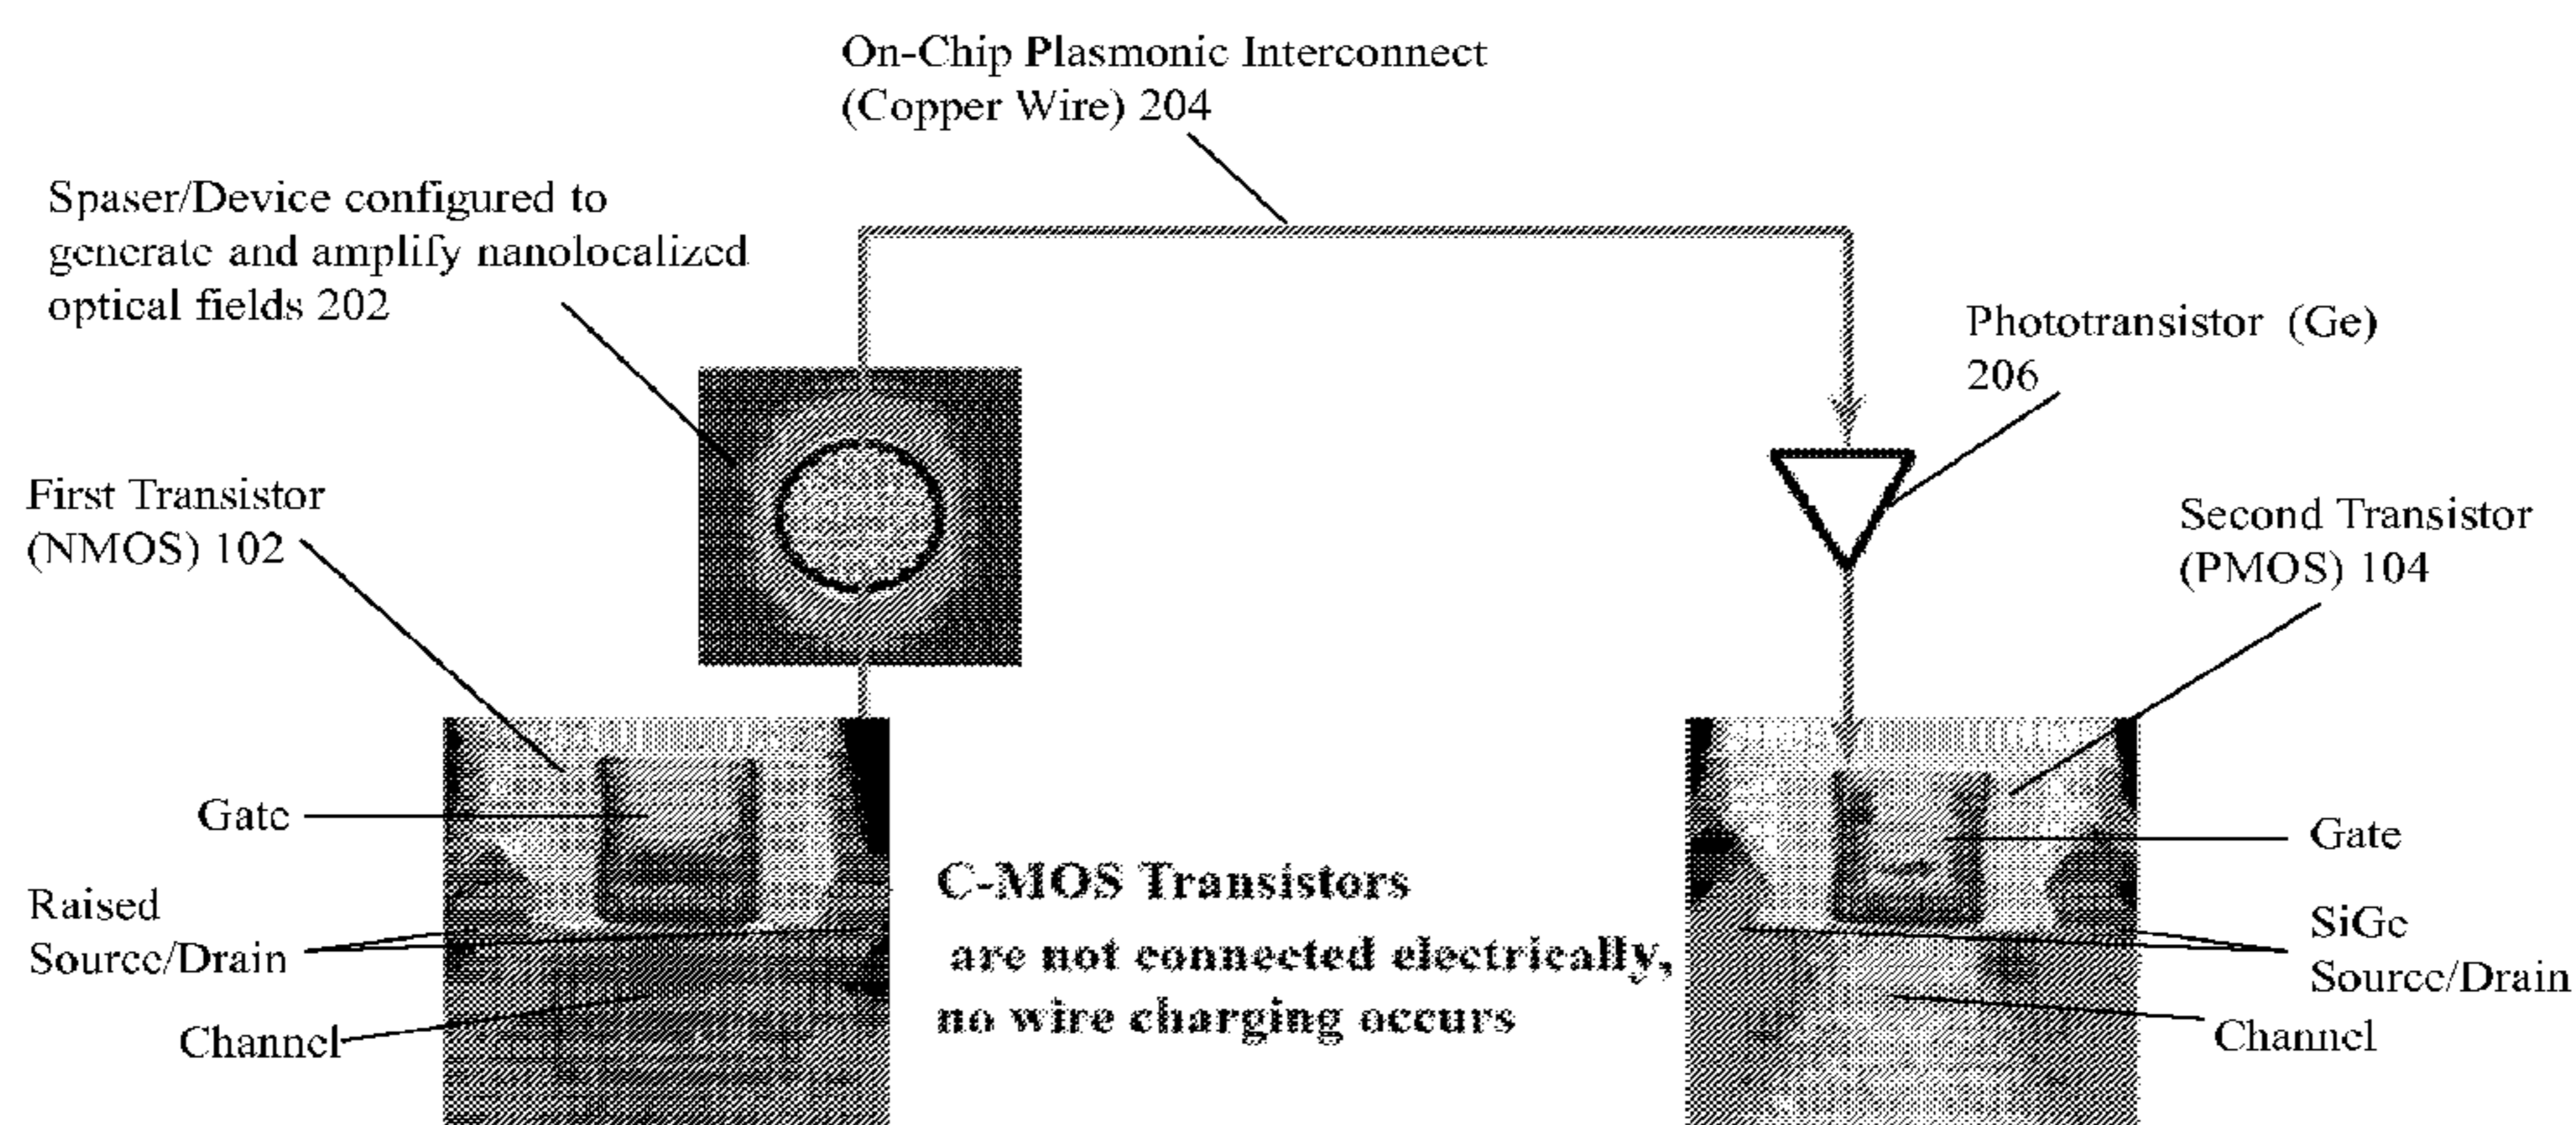 On-Chip Plasmonic Interconnect
(Copper Wire) 204
Spaser/Device configured to
generate and amplify nanolocalized
optical fields 202
Phototransistor (Ge)
206
First Transistor
(NMOS) 102
Second Transistor
(PMOS) 104
Gate
Raised
Source/Drain
Channel
C-MOS Transistors
are not connected electrically,
no wire charging occurs
Gate
SiGe
Source/Drain
Channel